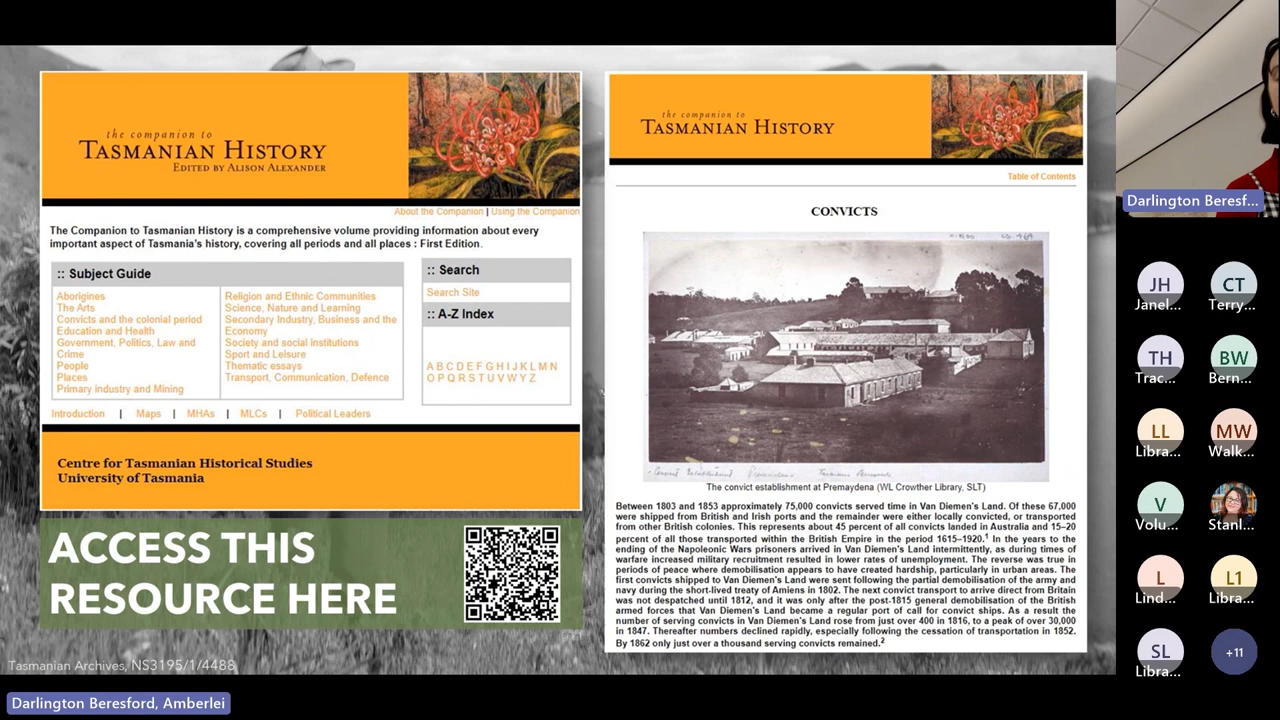 the companion to
TASMANIAN HISTORY
EDITED BY ALISON ALEXANDER
About the Companion | Using the Companion
The Companion to Tasmanian History is a comprehensive volume providing information about every
important aspect of Tasmania's history, covering all periods and all places : First Edition.
:: Subject Guide
Aborigines
The Arts
Convicts and the colonial period
Education and Health
Government, Politics, Law and
Crime
People
Places
Primary industry and Mining
Religion and Ethnic Communities
Science, Nature and Learning
Secondary Industry, Business and the
Economy
Society and social institutions
Sport and Leisure
Thematic essays
Transport, Communication, Defence
:: Search
Search Site
:: A-Z Index
A B C D E F G H I J K L M N
O P Q R S T U V W Y Z
Introduction | Maps | MHAs | MLCs | Political Leaders
Centre for Tasmanian Historical Studies
University of Tasmania
ACCESS THIS
RESOURCE HERE
Tasmanian Archives, NS3195/1/4488
the companion to
TASMANIAN HISTORY
Table of Contents
CONVICTS
The convict establishment at Premaydena (WL Crowther Library, SLT)
Between 1803 and 1853 approximately 75,000 convicts served time in Van Diemen's Land. Of these 67,000
were shipped from British and Irish ports and the remainder were either locally convicted, or transported
from other British colonies. This represents about 45 percent of all convicts landed in Australia and 15–20
percent of all those transported within the British Empire in the period 1615–1920.1 In the years to the
ending of the Napoleonic Wars prisoners arrived in Van Diemen's Land intermittently, as during times of
warfare increased military recruitment resulted in lower rates of unemployment. The reverse was true in
periods of peace where demobilisation appears to have created hardship, particularly in urban areas. The
first convicts shipped to Van Diemen's Land were sent following the partial demobilisation of the army and
navy during the short-lived treaty of Amiens in 1802. The next convict transport to arrive direct from Britain
was not despatched until 1812, and it was only after the post-1815 general demobilisation of the British
armed forces that Van Diemen's Land became a regular port of call for convict ships. As a result the
number of serving convicts in Van Diemen's Land rose from just over 400 in 1816, to a peak of over 30,000
in 1847. Thereafter numbers declined rapidly, especially following the cessation of transportation in 1852.
By 1862 only just over a thousand serving convicts remained.2
Darlington Beresf...
JH
Janel...
CT
Terry...
TH
Trac...
BW
Bern...
LL
Libra...
MW
Walk...
V
Volu...
Stanl...
L
Lind...
L1
Libra...
SL
Libra...
+11
Darlington Beresford, Amberlei